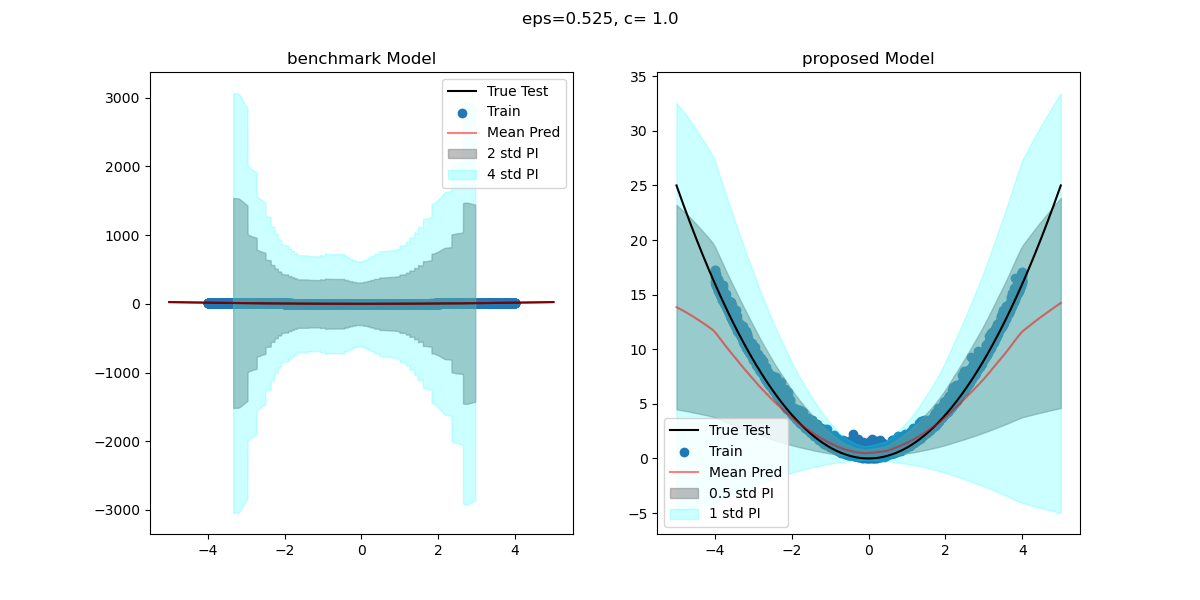 eps=0.525, c= 1.0
benchmark Model
True Test
Train
Mean Pred
2 std PI
4 std PI
3000
2000
1000
0
−1000
−2000
−3000
−4
−2
0
2
4
proposed Model
35
30
25
20
15
10
5
0
−5
True Test
Train
Mean Pred
0.5 std PI
1 std PI
−4
−2
0
2
4